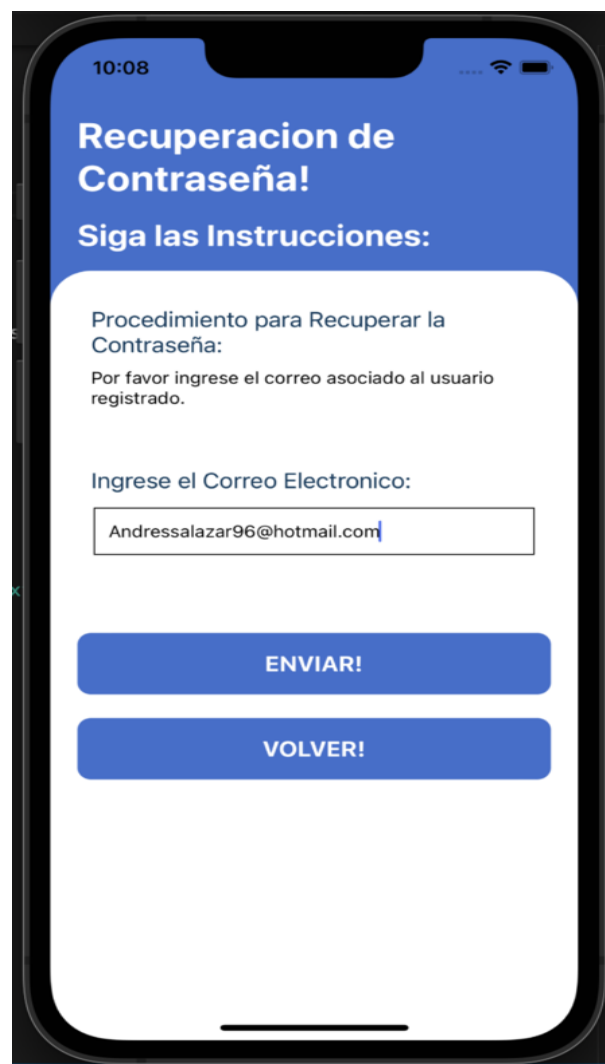 10:08
Recuperacion de
Contraseña!
Siga las Instrucciones:
Procedimiento para Recuperar la
Contraseña:
Por favor ingrese el correo asociado al usuario
registrado.
Ingrese el Correo Electronico:
Andressalazar96@hotmail.com
ENVIAR!
VOLVER!